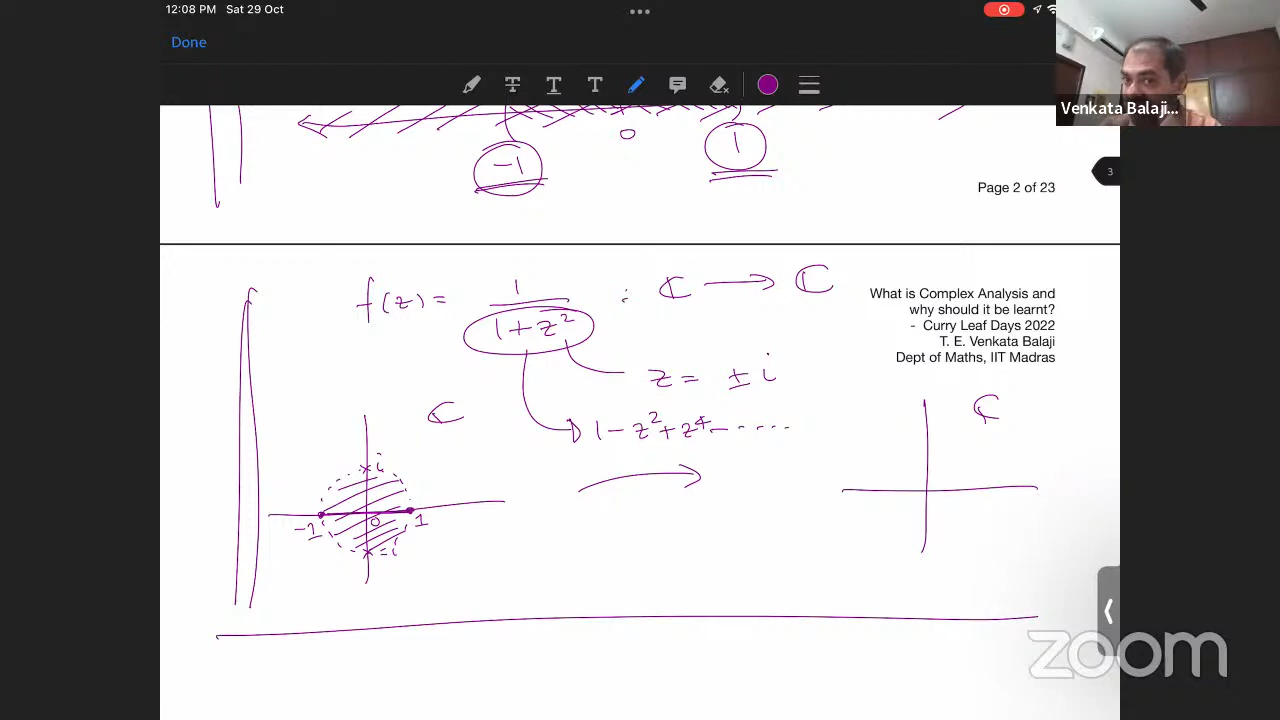 12:08 PM Sat 29 Oct
Done
Venkata Balaji...
0
-1
1
3
Page 2 of 23
f(z) = 1/(1 + z²) : ℂ → ℂ
What is Complex Analysis and
why should it be learnt?
- Curry Leaf Days 2022
T. E. Venkata Balaji
Dept of Maths, IIT Madras
z = ± i
1 - z² + z⁴ - .....
ℂ
ℂ
i
-1
0
1
-i
zoom